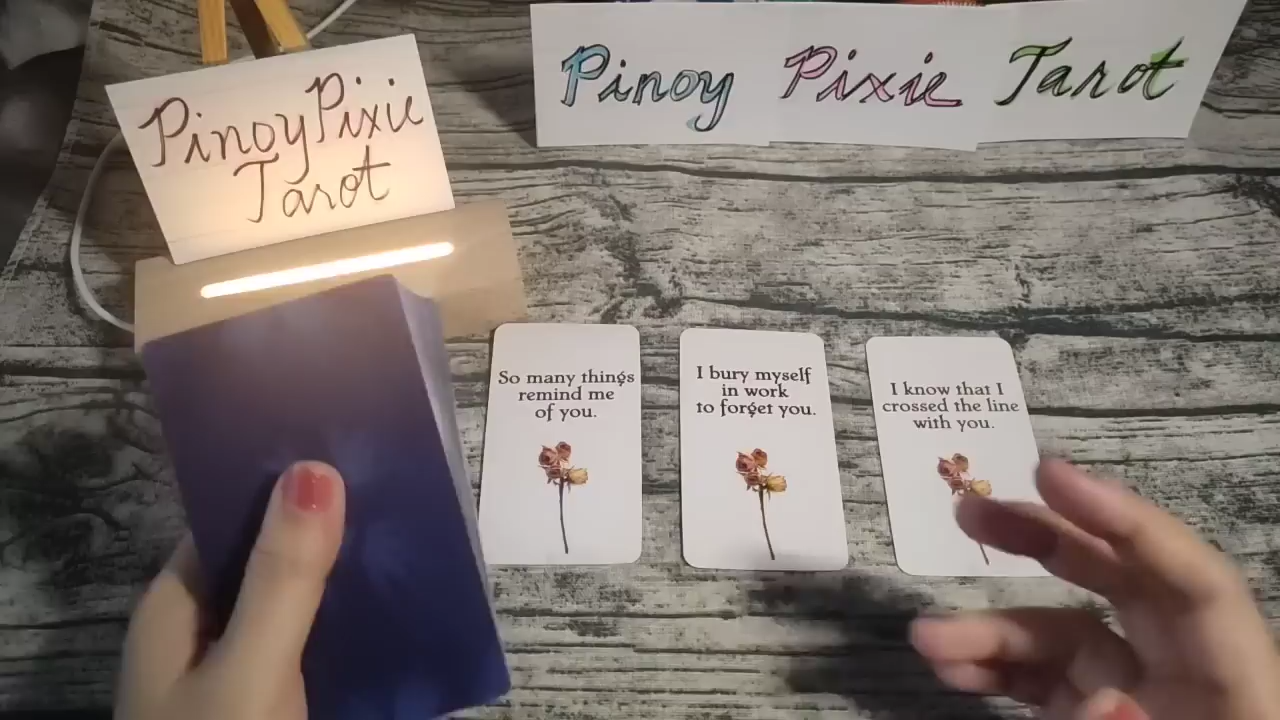 PinoyPixie
Tarot
Pinoy Pixie Tarot
So many things
remind me
of you.
I bury myself
in work
to forget you.
I know that I
crossed the line
with you.